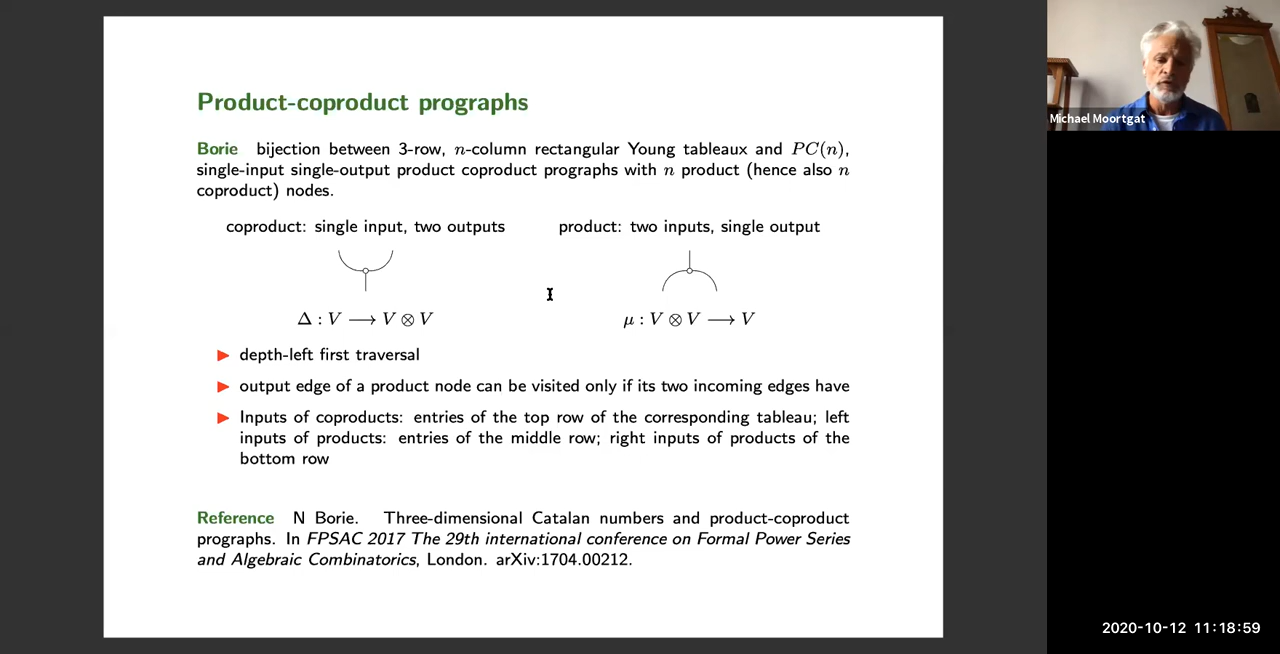 Product-coproduct prographs
Borie bijection between 3-row, n-column rectangular Young tableaux and PC(n),
single-input single-output product coproduct prographs with n product (hence also n
coproduct) nodes.
coproduct: single input, two outputs
product: two inputs, single output
Δ : V ⟶ V ⊗ V
μ : V ⊗ V ⟶ V
▶ depth-left first traversal
▶ output edge of a product node can be visited only if its two incoming edges have
▶ Inputs of coproducts: entries of the top row of the corresponding tableau; left
inputs of products: entries of the middle row; right inputs of products of the
bottom row
Reference N Borie. Three-dimensional Catalan numbers and product-coproduct
prographs. In FPSAC 2017 The 29th international conference on Formal Power Series
and Algebraic Combinatorics, London. arXiv:1704.00212.
Michael Moortgat
2020-10-12 11:18:59